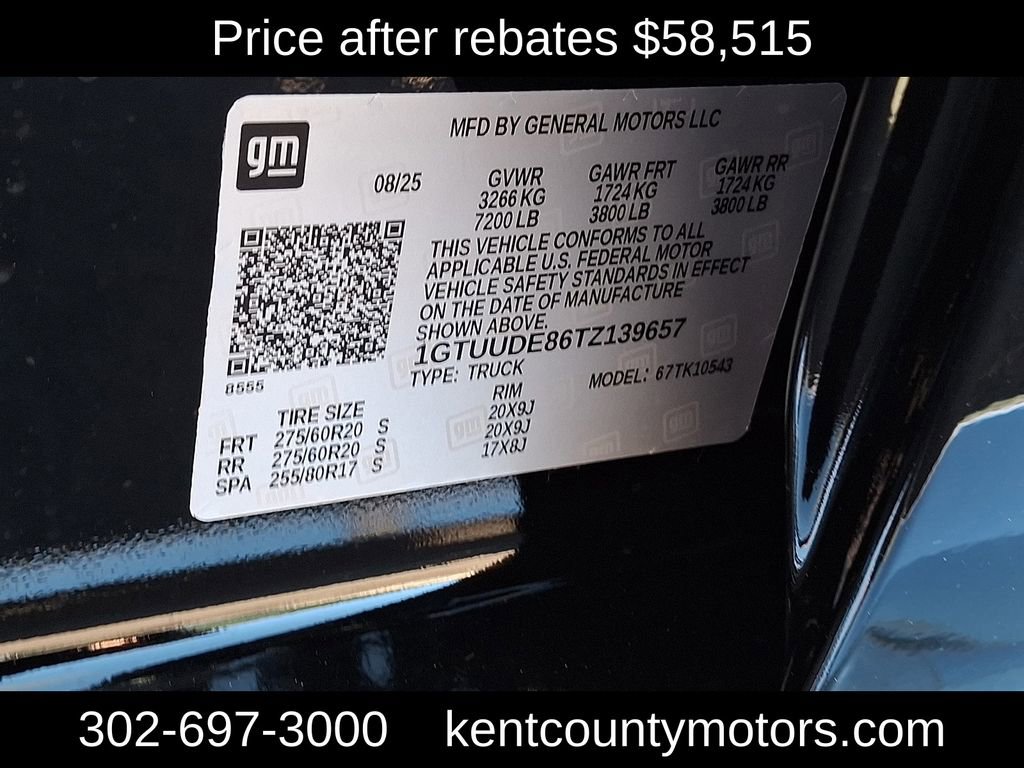 Price after rebates $58,515
gm
MFD BY GENERAL MOTORS LLC
08/25
GVWR GAWR FRT GAWR RR
3266 KG 1724 KG 1724 KG
7200 LB 3800 LB 3800 LB
THIS VEHICLE CONFORMS TO ALL
APPLICABLE U.S. FEDERAL MOTOR
VEHICLE SAFETY STANDARDS IN EFFECT
ON THE DATE OF MANUFACTURE
SHOWN ABOVE.
1GTUUDE86TZ139657
8555
TYPE: TRUCK MODEL: 67TK10543
TIRE SIZE RIM
FRT 275/60R20 S 20X9J
RR 275/60R20 S 20X9J
SPA 255/80R17 S 17X8J
302-697-3000 kentcountymotors.com